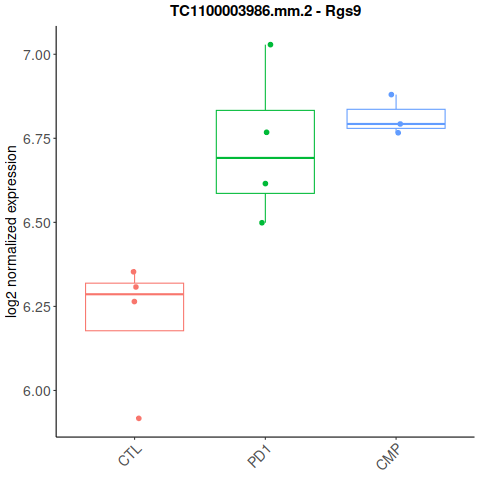 TC1100003986.mm.2 - Rgs9
log2 normalized expression
7.00
6.75
6.50
6.25
6.00
CTL
PD1
CMP